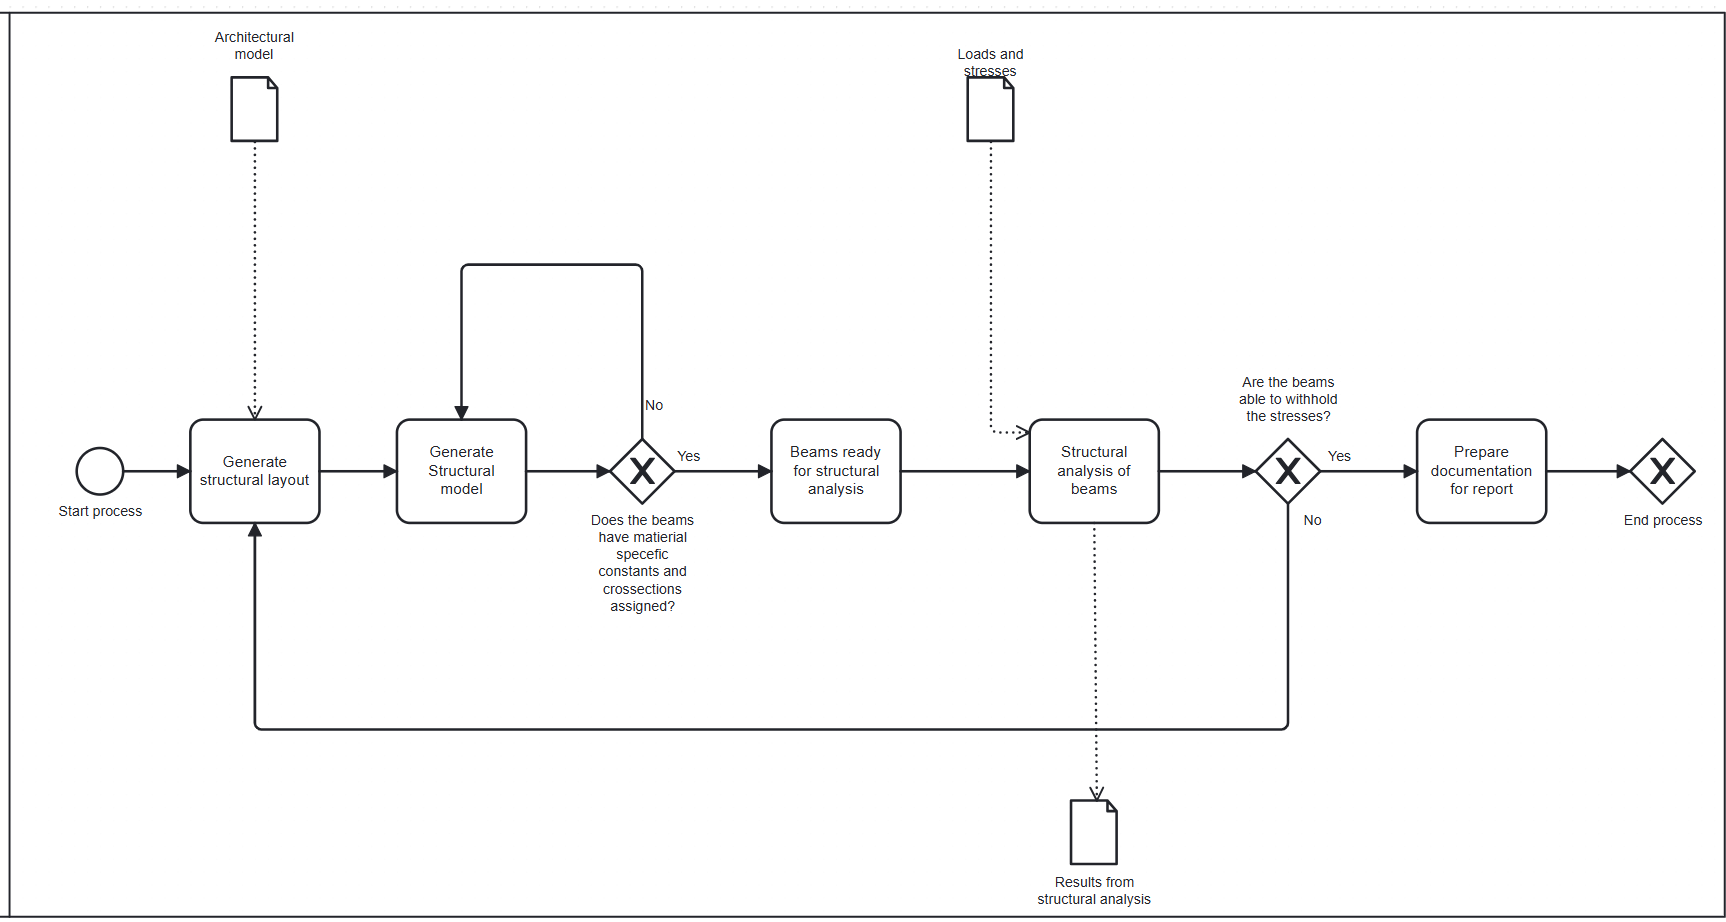 Architectural
model
Loads and
stresses
Start process
Generate
structural layout
Generate
Structural
model
No
Yes
Does the beams
have matierial
specefic
constants and
crossections
assigned?
Beams ready
for structural
analysis
Structural
analysis of
beams
Are the beams
able to withhold
the stresses?
Yes
No
Prepare
documentation
for report
End process
Results from
structural analysis